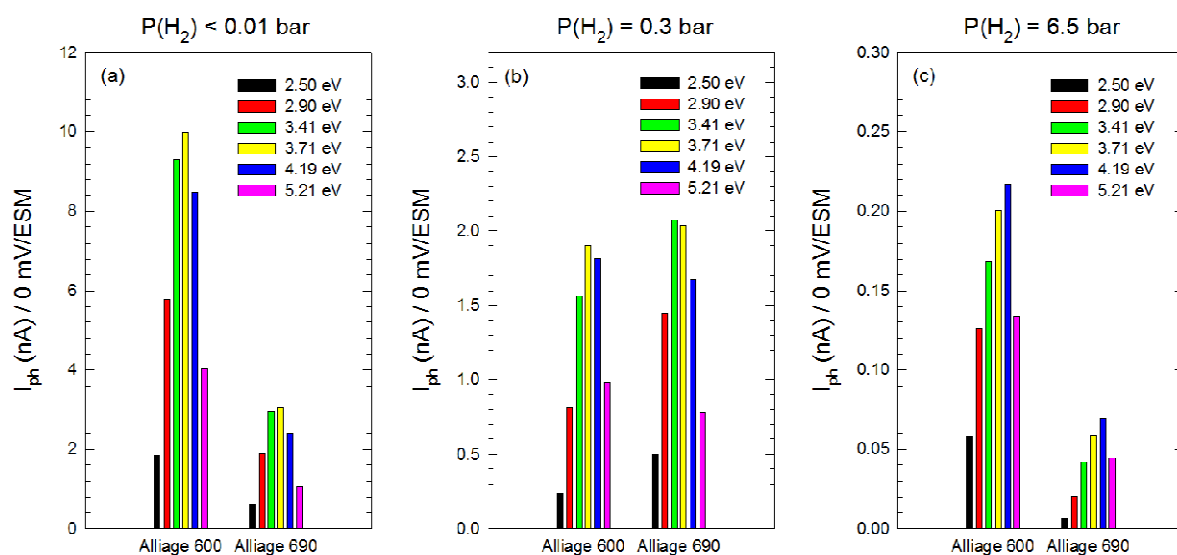 P(H2) < 0.01 bar
I_ph (nA) / 0 mV/ESM
12
10
8
6
4
2
0
(a)
2.50 eV
2.90 eV
3.41 eV
3.71 eV
4.19 eV
5.21 eV
Alliage 600 Alliage 690
P(H2) = 0.3 bar
I_ph (nA) / 0 mV/ESM
3.0
2.5
2.0
1.5
1.0
0.5
0.0
(b)
2.50 eV
2.90 eV
3.41 eV
3.71 eV
4.19 eV
5.21 eV
Alliage 600 Alliage 690
P(H2) = 6.5 bar
I_ph (nA) / 0 mV/ESM
0.30
0.25
0.20
0.15
0.10
0.05
0.00
(c)
2.50 eV
2.90 eV
3.41 eV
3.71 eV
4.19 eV
5.21 eV
Alliage 600 Alliage 690